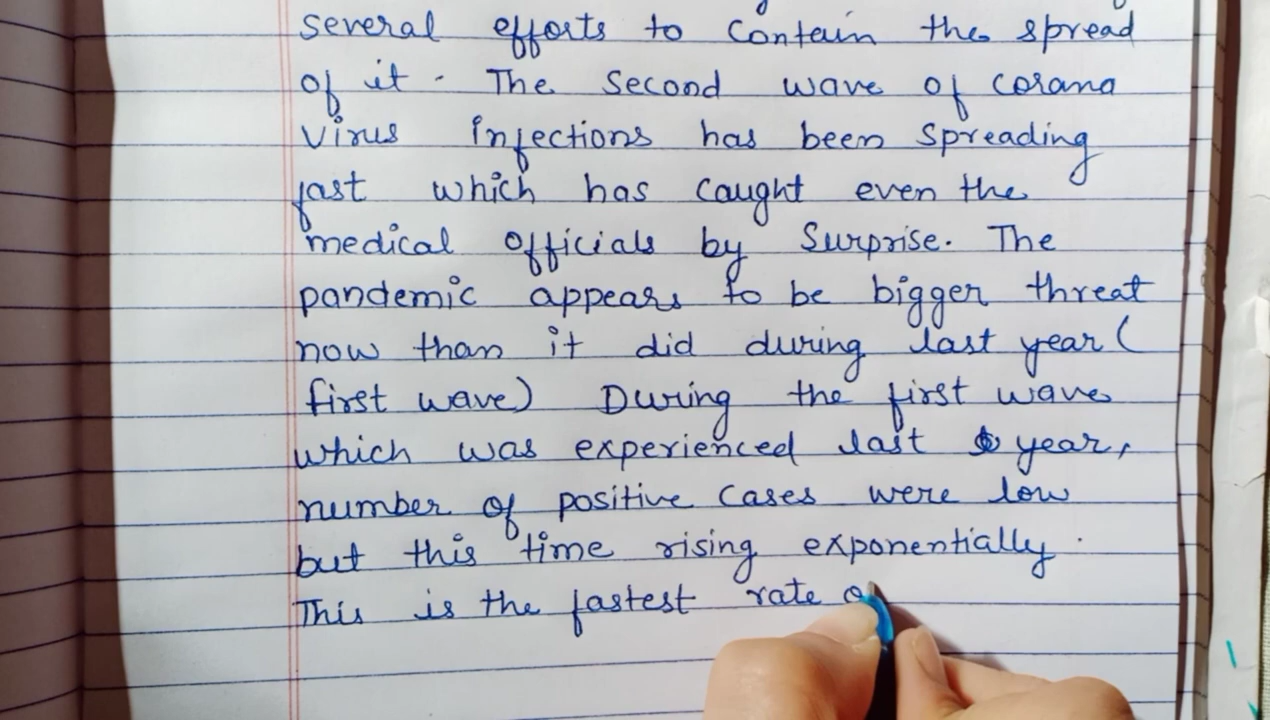 several efforts to contain the spread
of it. The second wave of corana
virus infections has been spreading
fast which has caught even the
medical officials by surprise. The
pandemic appears to be bigger threat
now than it did during last year (
first wave) During the first wave
which was experienced last year,
number of positive cases were low
but this time rising exponentially.
This is the fastest rate o